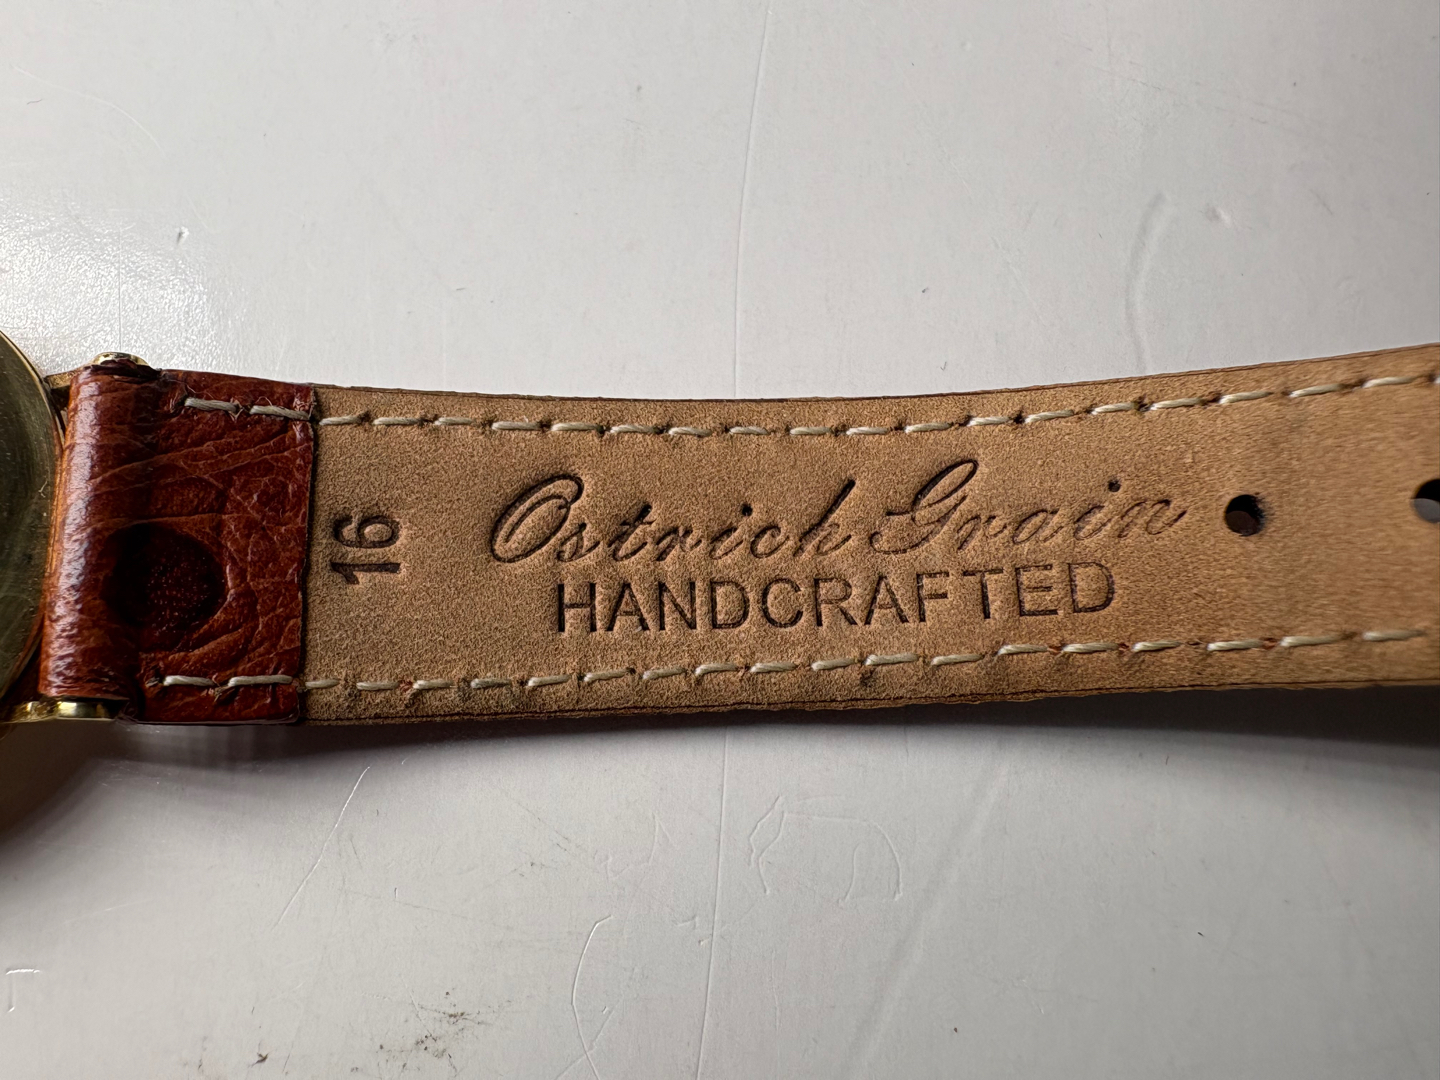 16
Ostrich Grain
HANDCRAFTED